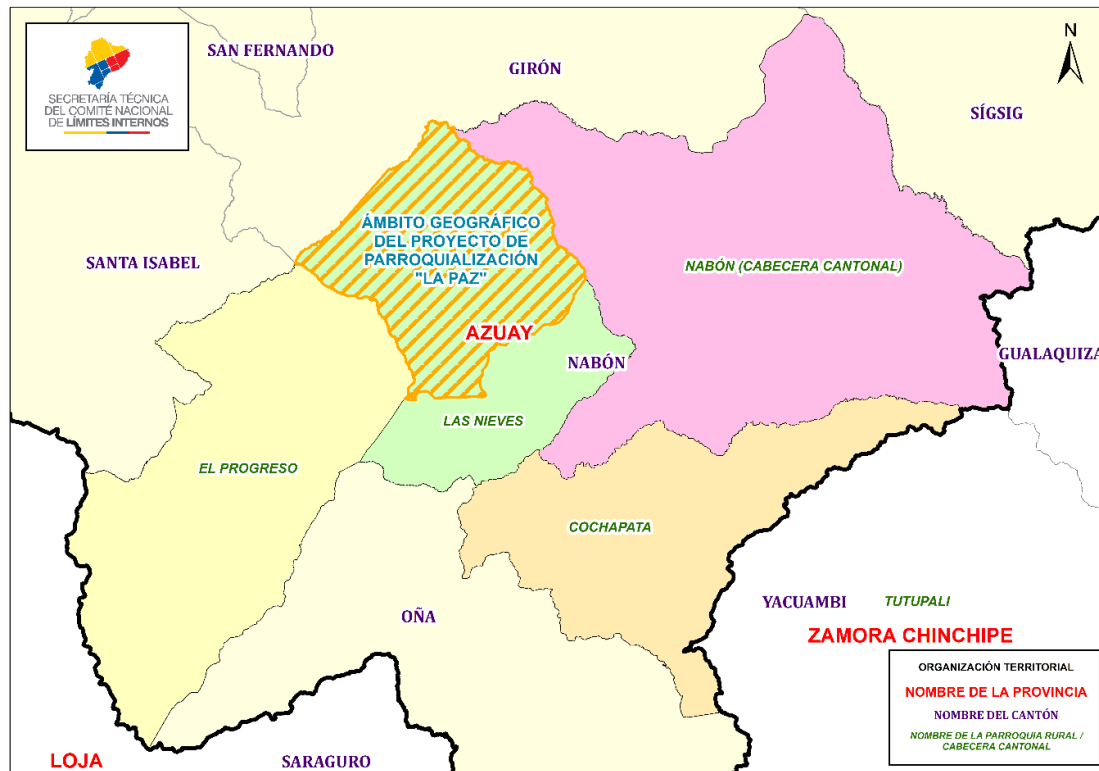 SECRETARÍA TÉCNICA
DEL COMITÉ NACIONAL
DE LÍMITES INTERNOS
SAN FERNANDO
GIRÓN
N
SÍGSIG
ÁMBITO GEOGRÁFICO
DEL PROYECTO DE
PARROQUIALIZACIÓN
"LA PAZ"
SANTA ISABEL
NABÓN (CABECERA CANTONAL)
AZUAY
NABÓN
GUALAQUIZA
LAS NIEVES
EL PROGRESO
COCHAPATA
OÑA
YACUAMBI
TUTUPALI
ZAMORA CHINCHIPE
LOJA
SARAGURO
ORGANIZACIÓN TERRITORIAL
NOMBRE DE LA PROVINCIA
NOMBRE DEL CANTÓN
NOMBRE DE LA PARROQUIA RURAL /
CABECERA CANTONAL